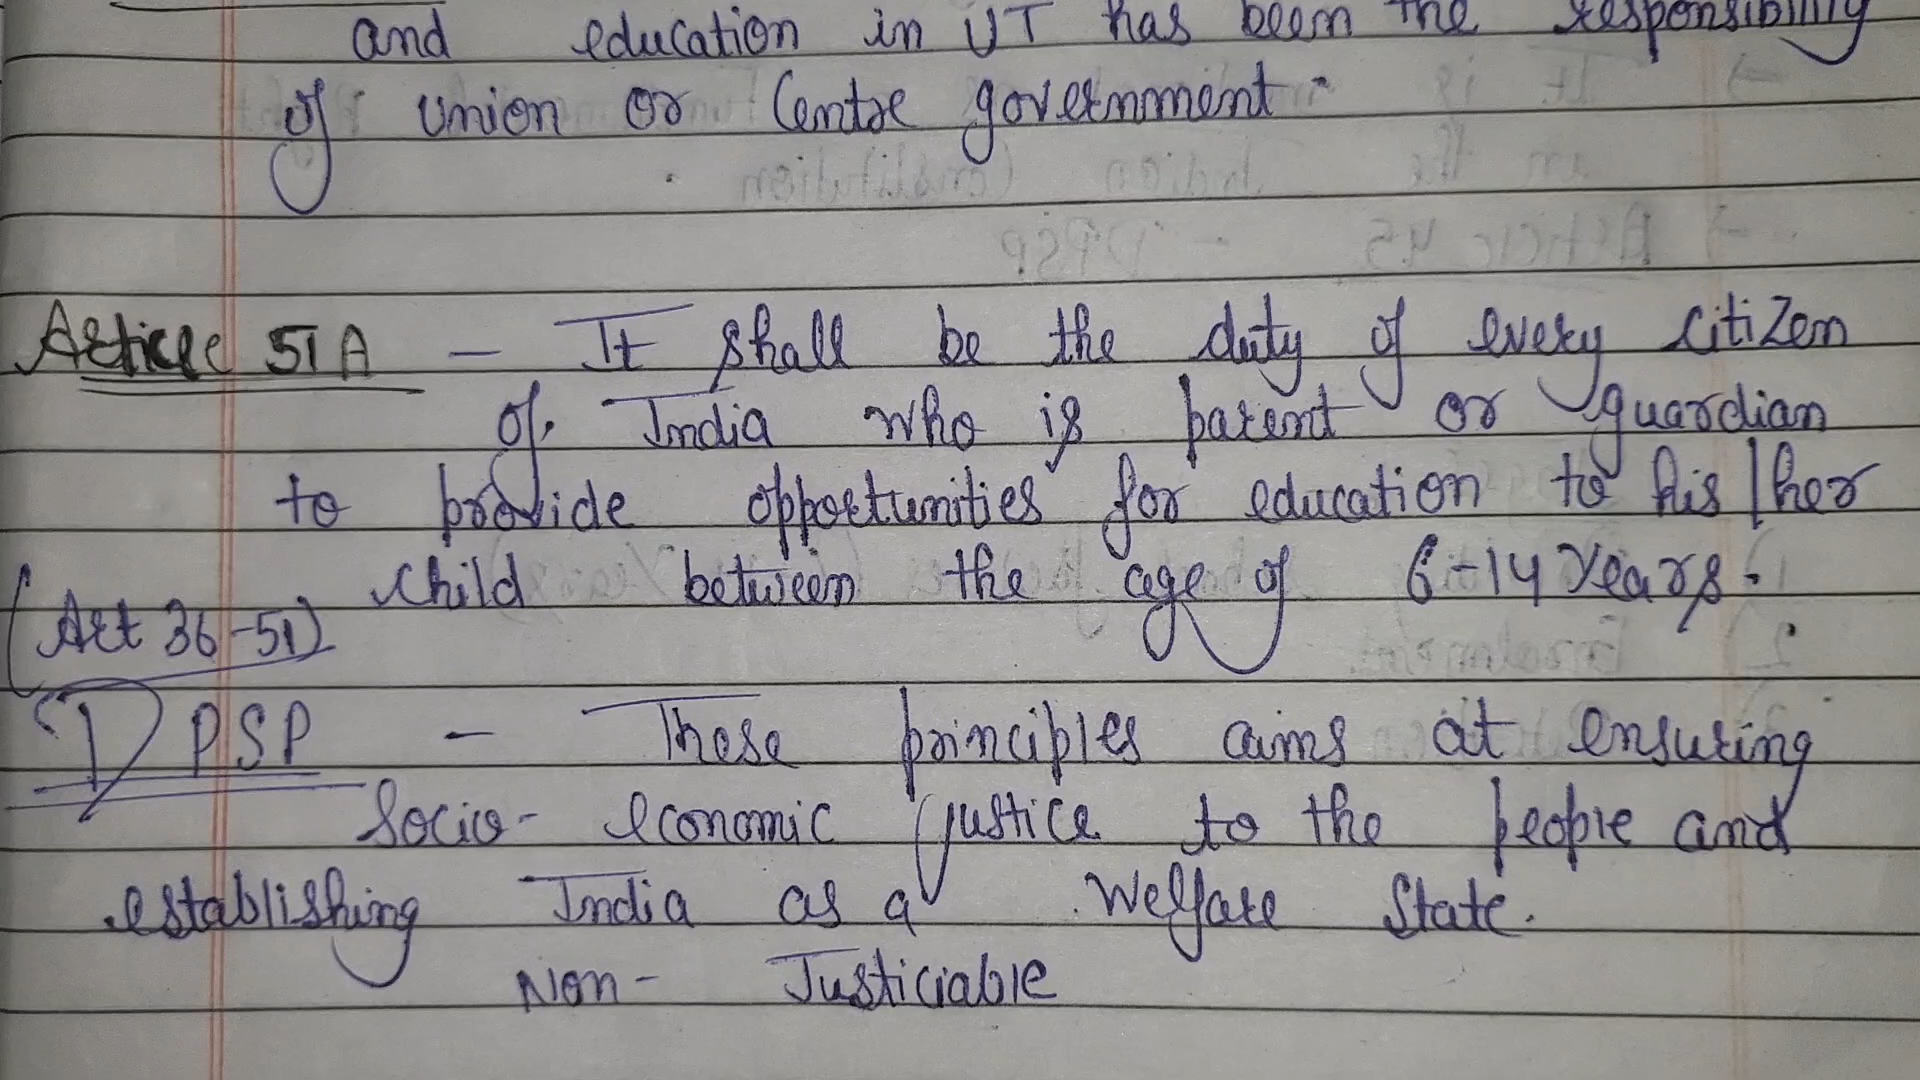 and education in UT has been the responsibility
of union or Centre government.
Article 51A - It shall be the duty of every citizen
of India who is parent or guardian
to provide opportunities for education to his/her
child between the age of 6-14 Years.
(Art 36-51)
DPSP - These principles aims at ensuring
Socio-economic justice to the people and
establishing India as a Welfare State.
Non-Justiciable